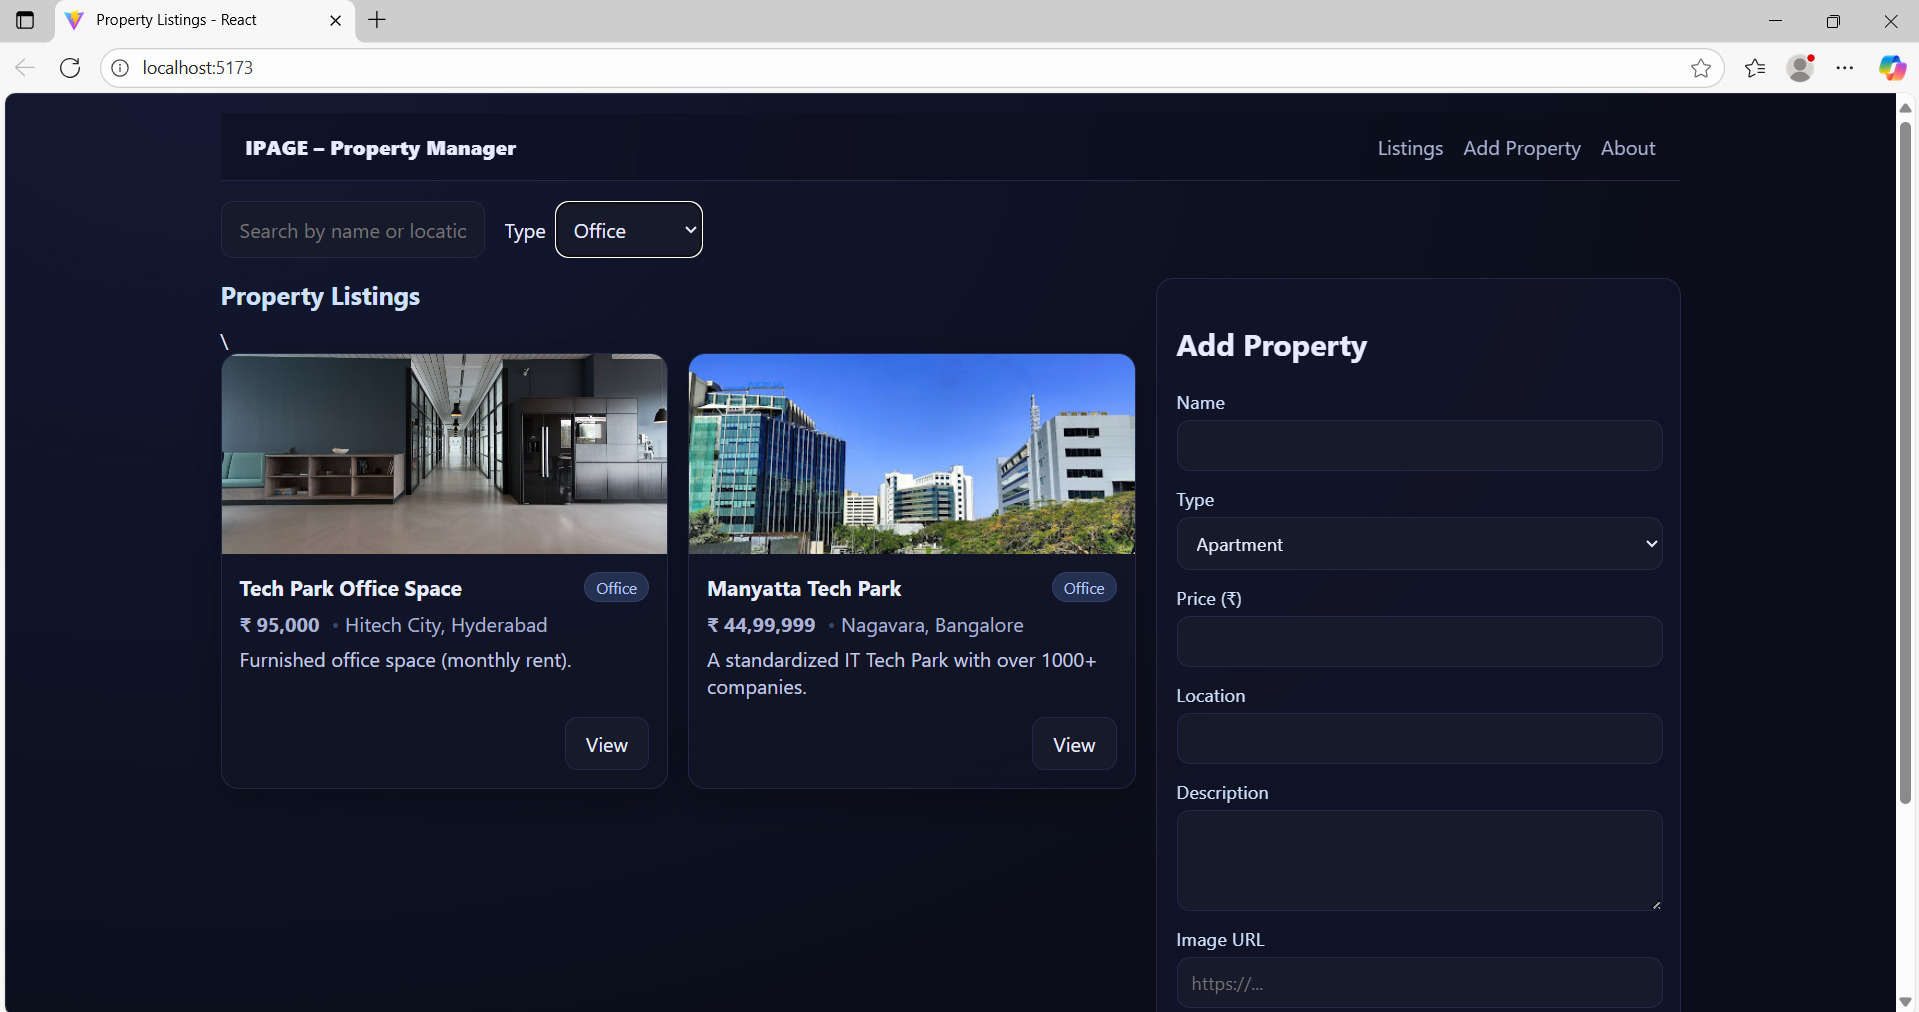 Property Listings - React
localhost:5173
IPAGE – Property Manager
Listings Add Property About
Search by name or locatic
Type Office
Property Listings
\
Tech Park Office Space Office
₹ 95,000 • Hitech City, Hyderabad
Furnished office space (monthly rent).
View
Manyatta Tech Park Office
₹ 44,99,999 • Nagavara, Bangalore
A standardized IT Tech Park with over 1000+
companies.
View
Add Property
Name
Type
Apartment
Price (₹)
Location
Description
Image URL
https://...